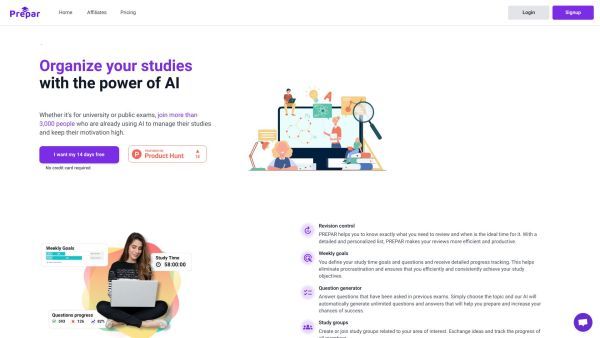 Prepar
Home
Affiliates
Pricing
Login
Signup
Organize your studies
with the power of AI
Whether it's for university or public exams, join more than
3,000 people who are already using AI to manage their studies
and keep their motivation high.
I want my 14 days free
Product Hunt
No credit card required
Weekly Goals
Study Time
58:00:00
Questions progress
Revision control
PREPAR helps you to know exactly what you need to review and when is the ideal time for it. With a
detailed and personalized list, PREPAR makes your reviews more efficient and productive.
Weekly goals
You define your study time goals and questions and receive detailed progress tracking. This helps
eliminate procrastination and ensures that you efficiently and consistently achieve your study
objectives.
Question generator
Answer questions that have been asked in previous exams. Simply choose the topic and our AI will
automatically generate unlimited questions and answers that will help you prepare and increase your
chances of success.
Study groups
Create or join study groups related to your area of interest. Exchange ideas and track the progress of